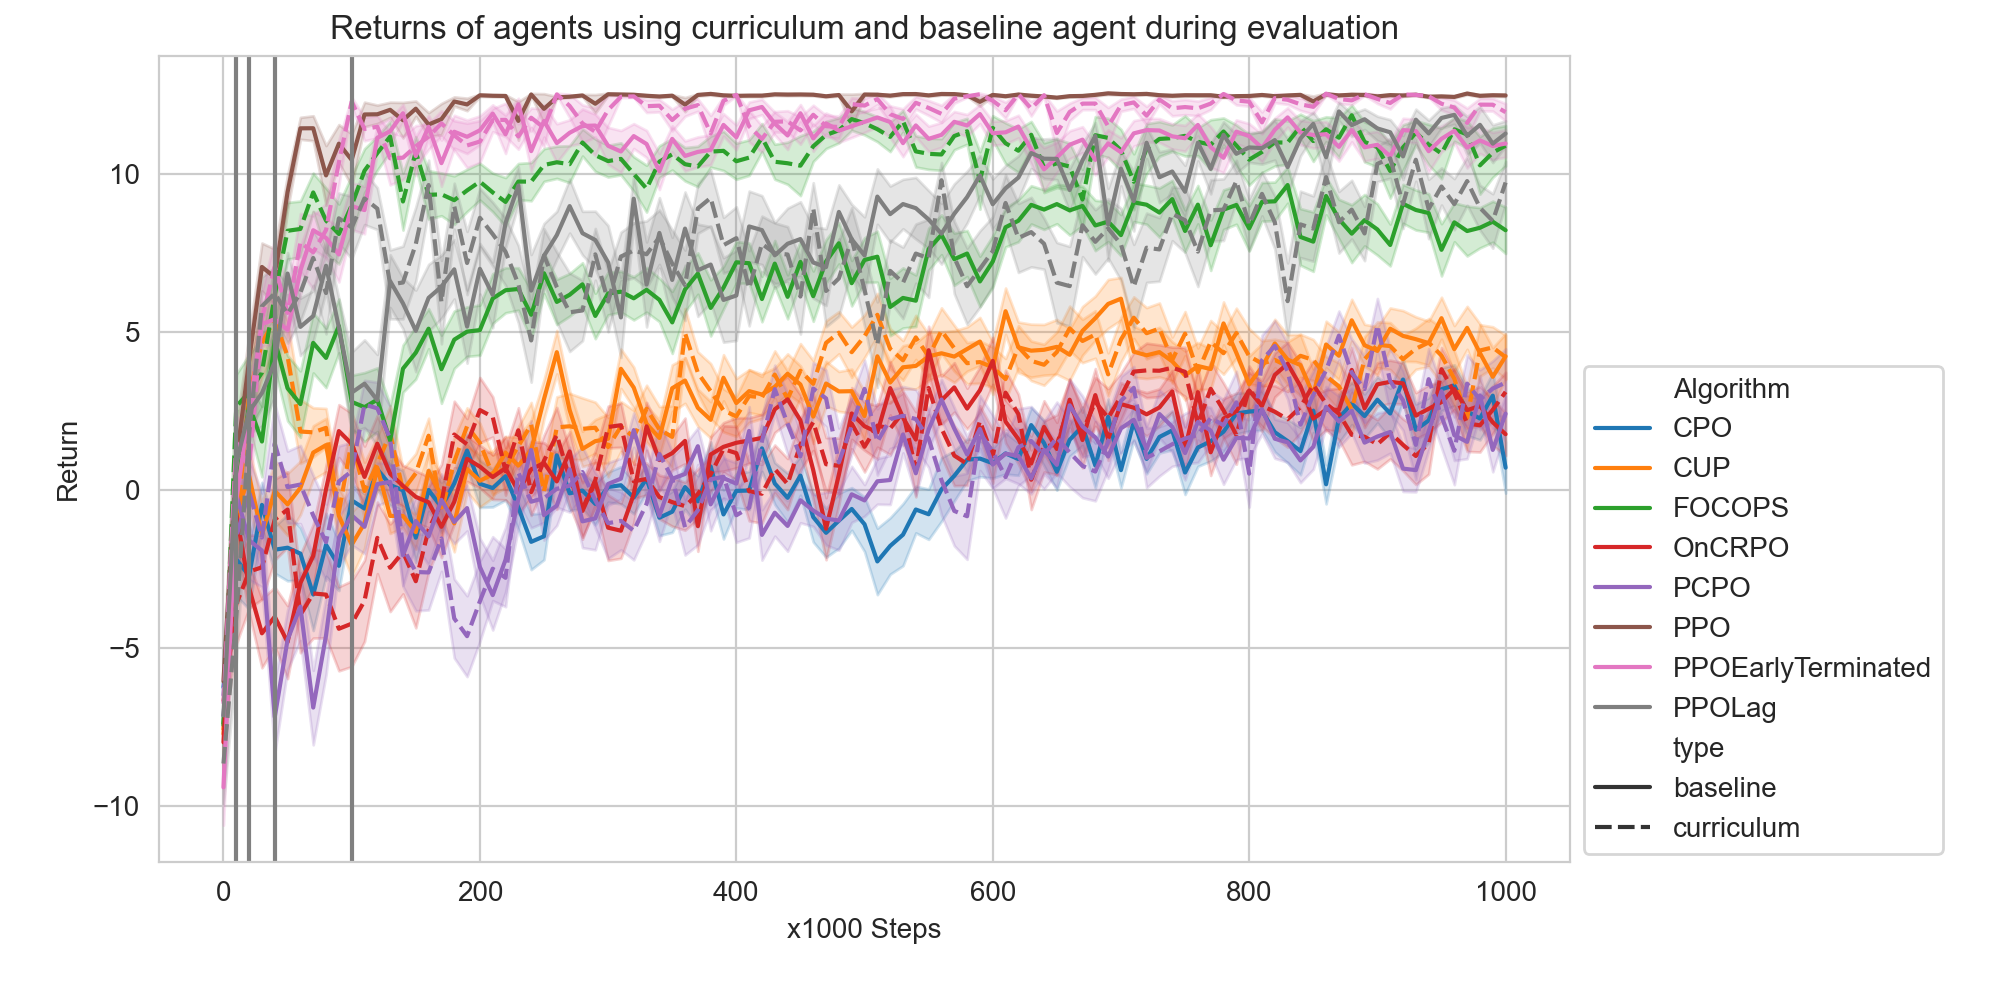 Returns of agents using curriculum and baseline agent during evaluation
Return
10
5
0
−5
−10
0 200 400 600 800 1000
x1000 Steps
Algorithm
CPO
CUP
FOCOPS
OnCRPO
PCPO
PPO
PPOEarlyTerminated
PPOLag
type
baseline
curriculum